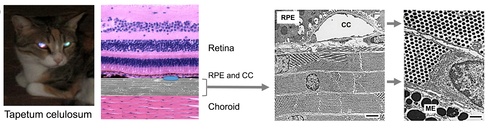 Tapetum celulosum
Retina
RPE and CC
Choroid
RPE
CC
ME